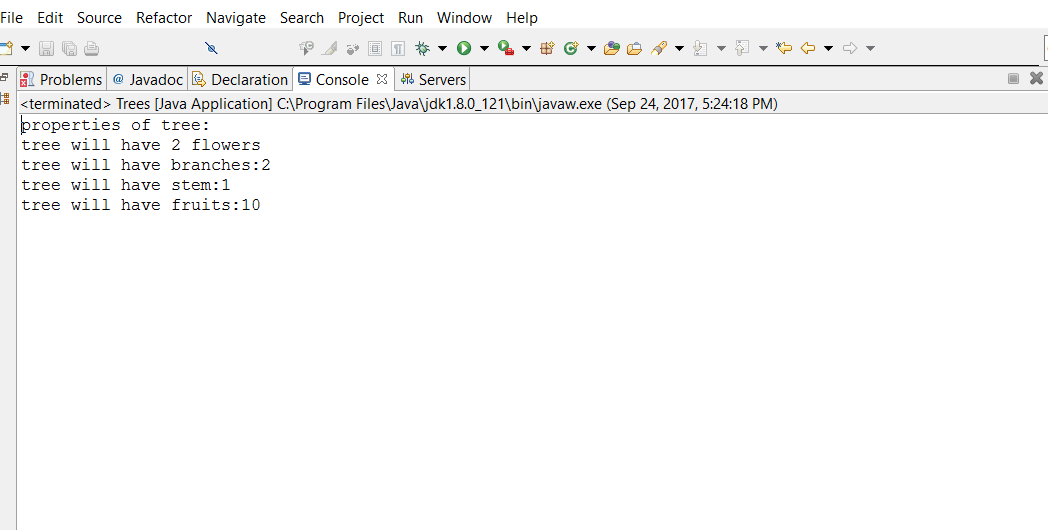 File Edit Source Refactor Navigate Search Project Run Window Help
Problems @ Javadoc Declaration Console Servers
<terminated> Trees [Java Application] C:\Program Files\Java\jdk1.8.0_121\bin\javaw.exe (Sep 24, 2017, 5:24:18 PM)
properties of tree:
tree will have 2 flowers
tree will have branches:2
tree will have stem:1
tree will have fruits:10